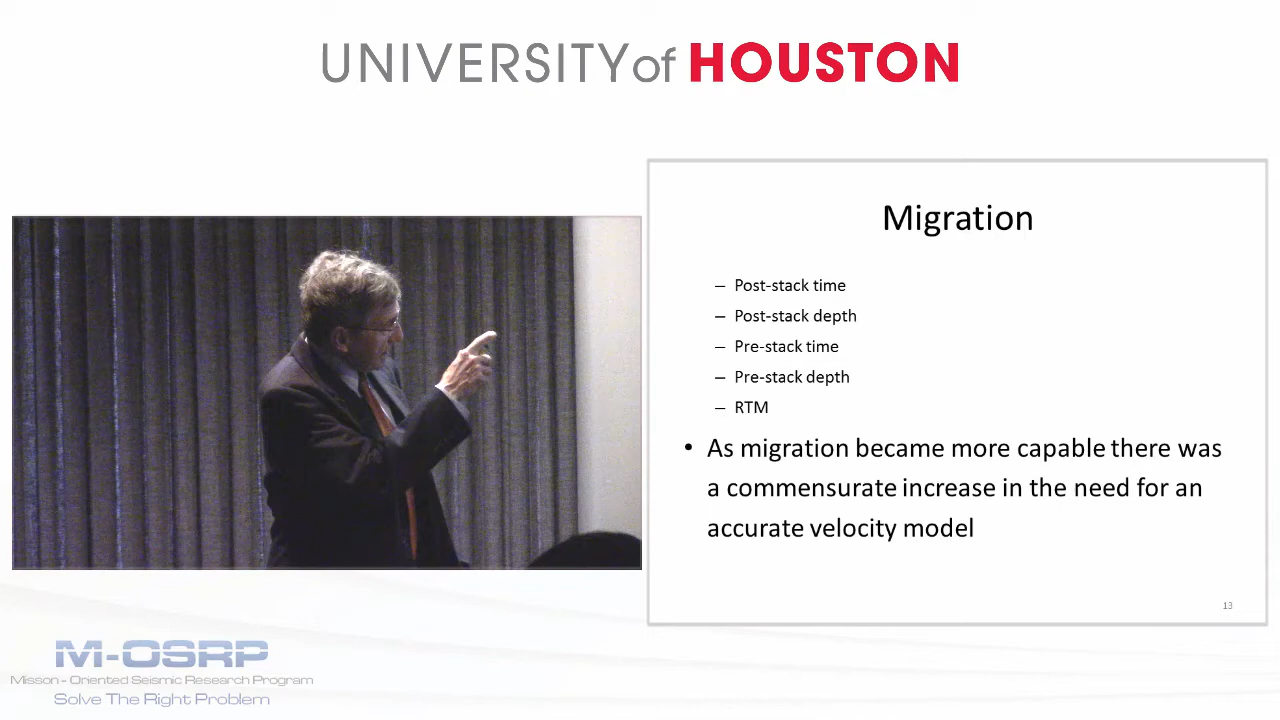 UNIVERSITY of HOUSTON
Migration
– Post-stack time
– Post-stack depth
– Pre-stack time
– Pre-stack depth
– RTM
• As migration became more capable there was
a commensurate increase in the need for an
accurate velocity model
13
M-OSRP
Misson - Oriented Seismic Research Program
Solve The Right Problem